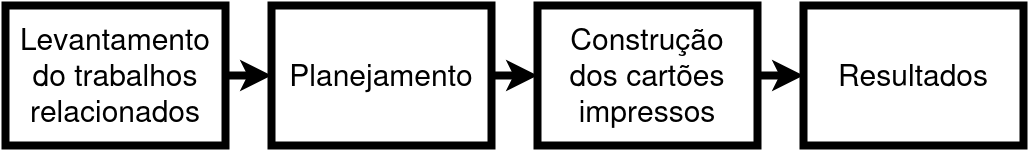 Levantamento
do trabalhos
relacionados
Planejamento
Construção
dos cartões
impressos
Resultados